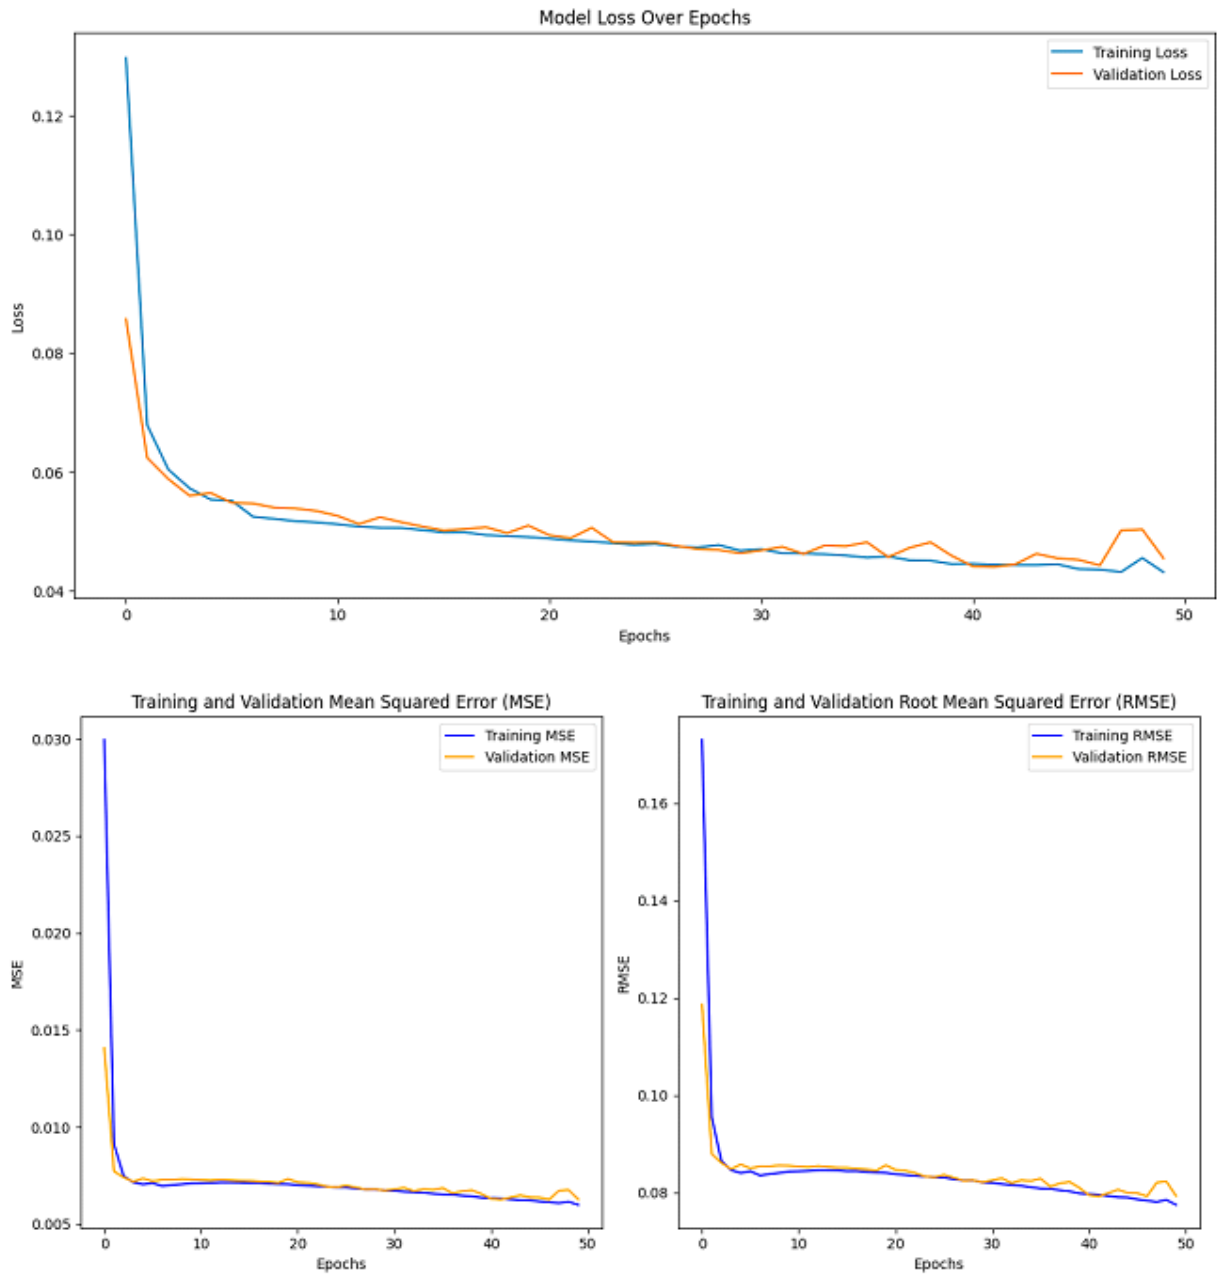 Model Loss Over Epochs
Training Loss
Validation Loss
0.12
0.10
0.08
0.06
0.04
Loss
0 10 20 30 40 50
Epochs
Training and Validation Mean Squared Error (MSE)
Training MSE
Validation MSE
0.030
0.025
0.020
0.015
0.010
0.005
MSE
0 10 20 30 40 50
Epochs
Training and Validation Root Mean Squared Error (RMSE)
Training RMSE
Validation RMSE
0.16
0.14
0.12
0.10
0.08
RMSE
0 10 20 30 40 50
Epochs